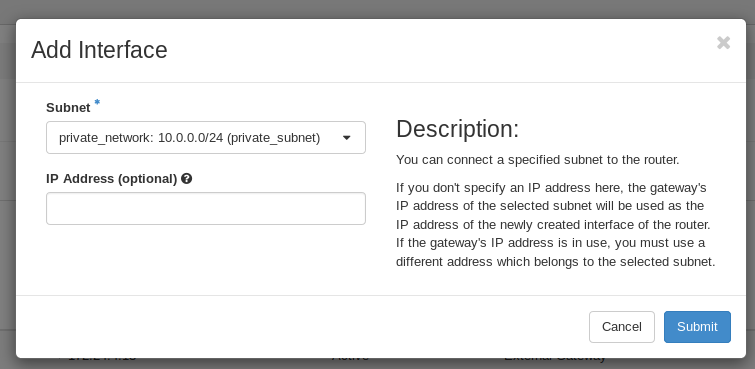 Add Interface
Subnet *
private_network: 10.0.0.0/24 (private_subnet)
IP Address (optional)
Description:
You can connect a specified subnet to the router.
If you don't specify an IP address here, the gateway's
IP address of the selected subnet will be used as the
IP address of the newly created interface of the router.
If the gateway's IP address is in use, you must use a
different address which belongs to the selected subnet.
Cancel
Submit